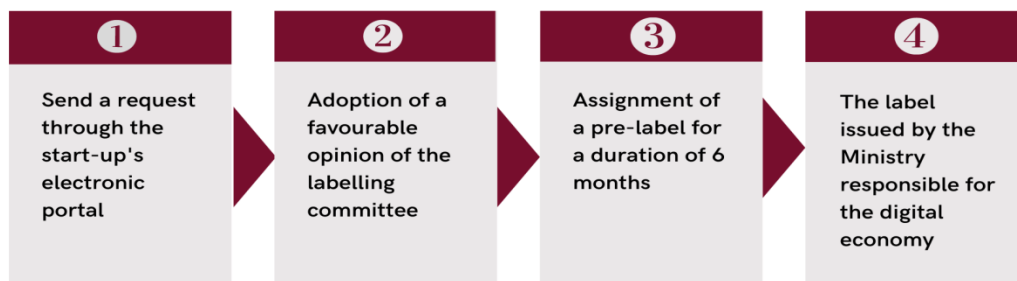 1
Send a request
through the
start-up's
electronic
portal
2
Adoption of a
favourable
opinion of the
labelling
committee
3
Assignment of
a pre-label for
a duration of 6
months
4
The label
issued by the
Ministry
responsible for
the digital
economy